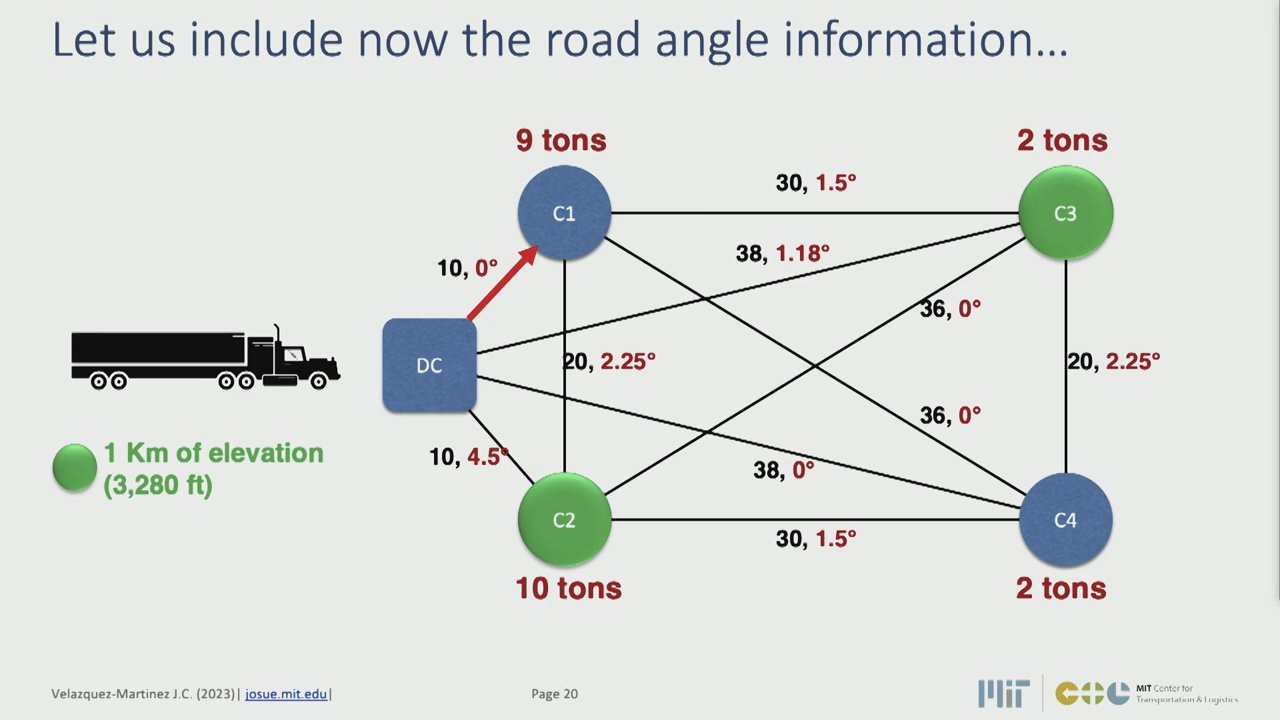 Let us include now the road angle information...
9 tons
2 tons
30, 1.5°
C1
C3
38, 1.18°
10, 0°
36, 0°
DC
20, 2.25°
20, 2.25°
36, 0°
1 Km of elevation
(3,280 ft)
10, 4.5°
38, 0°
C2
C4
30, 1.5°
10 tons
2 tons
Velazquez-Martinez J.C. (2023)| josue.mit.edu|
Page 20
MIT
MIT Center for
Transportation & Logistics